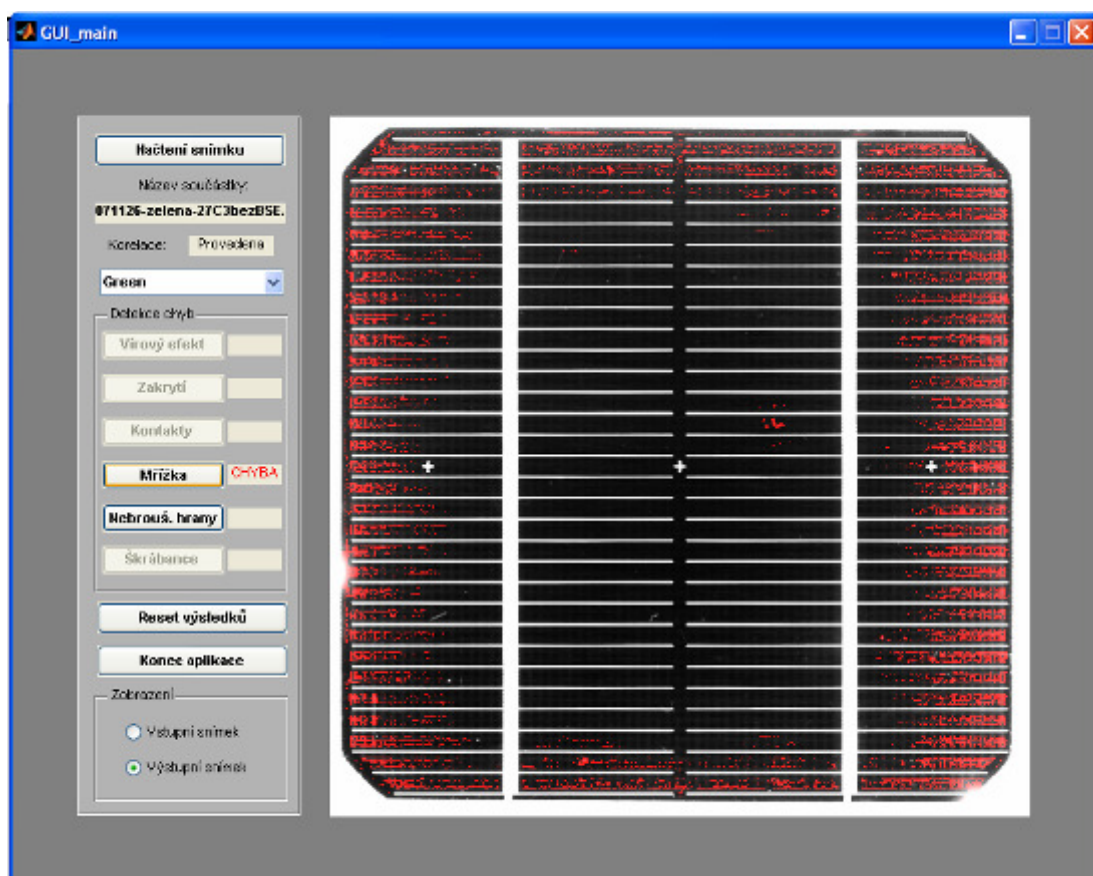 GUI_main
Načtení snímku
Název součástky:
071126-zelena-27C3bezBSE.
Korelace: Provedena
Green
Detekce chyb
Vírový efekt
Zakrytí
Kontakty
Mřížka CHYBA
Nebrouš. hrany
Škrábance
Reset výsledků
Konec aplikace
Zobrazení
Vstupní snímek
Výstupní snímek